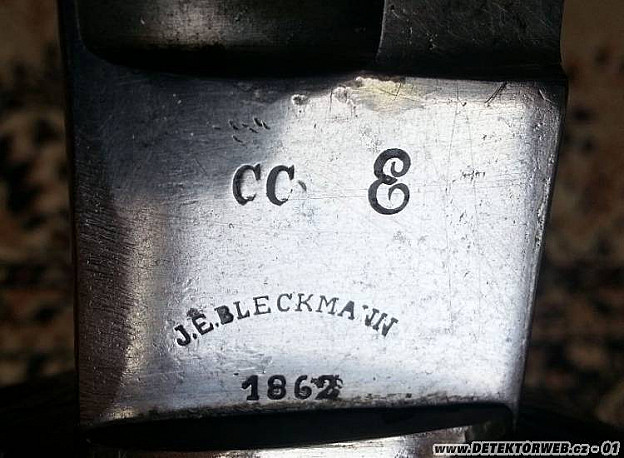 CC E
J.E.BLECKMANN
1862
www.DETEKTORWEB.cz - 01